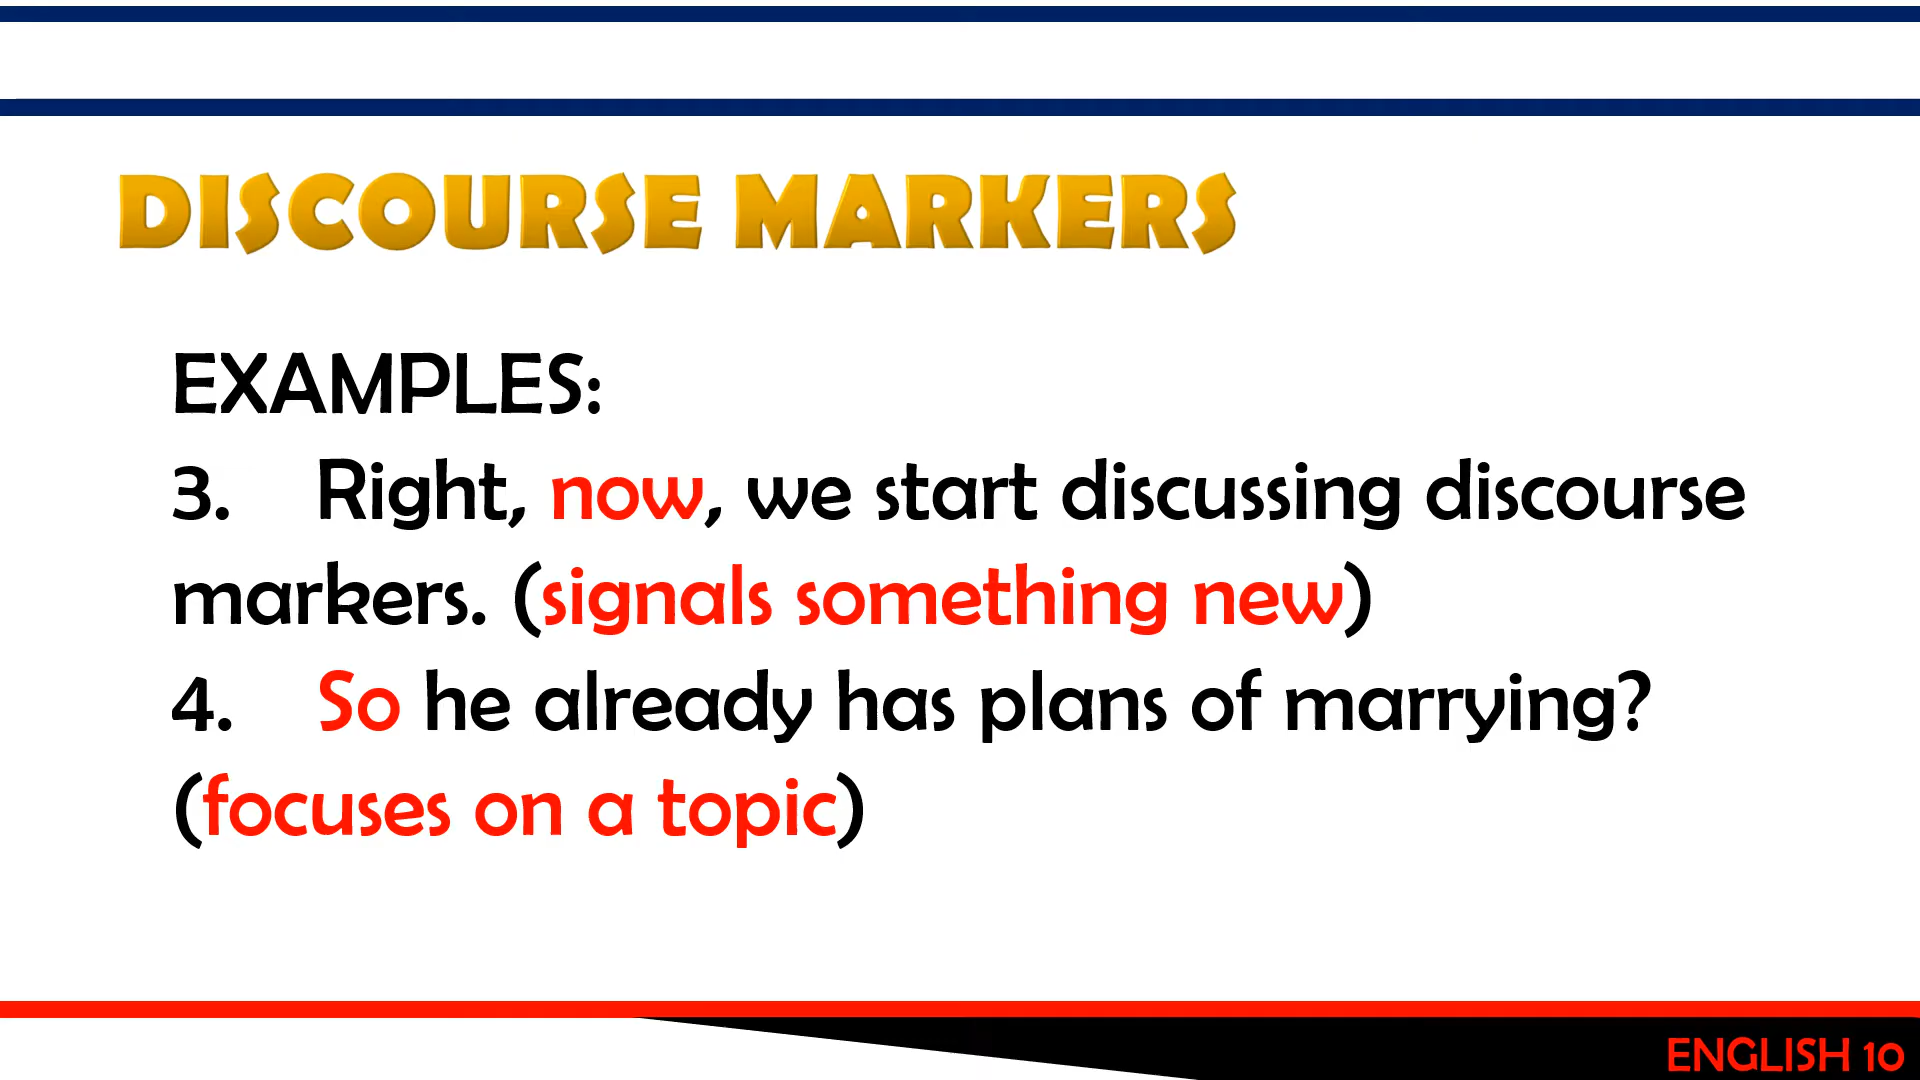 DISCOURSE MARKERS
EXAMPLES:
3. Right, now, we start discussing discourse
markers. (signals something new)
4. So he already has plans of marrying?
(focuses on a topic)
ENGLISH 10